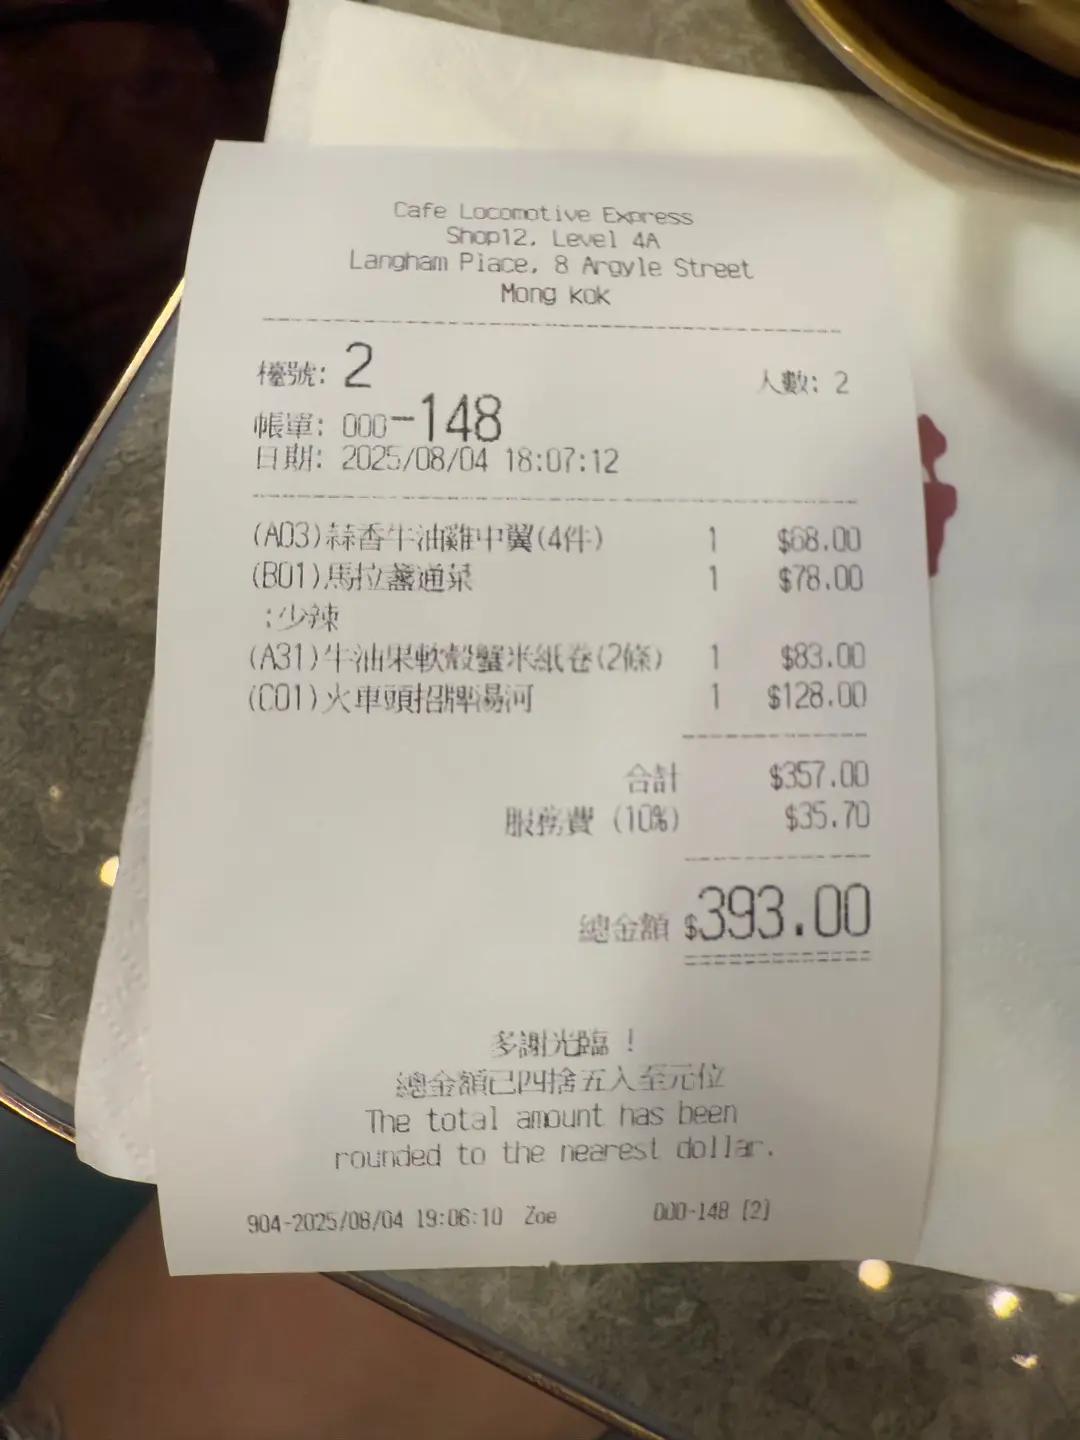 Cafe Locomotive Express
Shop12, Level 4A
Langham Place, 8 Argyle Street
Mong Kok
檯號: 2 人數: 2
帳單: 000-148
日期: 2025/08/04 18:07:12
(A03)蒜香牛油雞中翼(4件) 1 $68.00
(B01)馬拉盞通菜 1 $78.00
:少辣
(A31)牛油果軟殼蟹米紙卷(2條) 1 $83.00
(C01)火車頭招牌湯河 1 $128.00
合計 $357.00
服務費 (10%) $35.70
總金額 $393.00
多謝光臨 !
總金額已四捨五入至元位
The total amount has been
rounded to the nearest dollar.
904-2025/08/04 19:06:10 Zoe 000-148 [2]